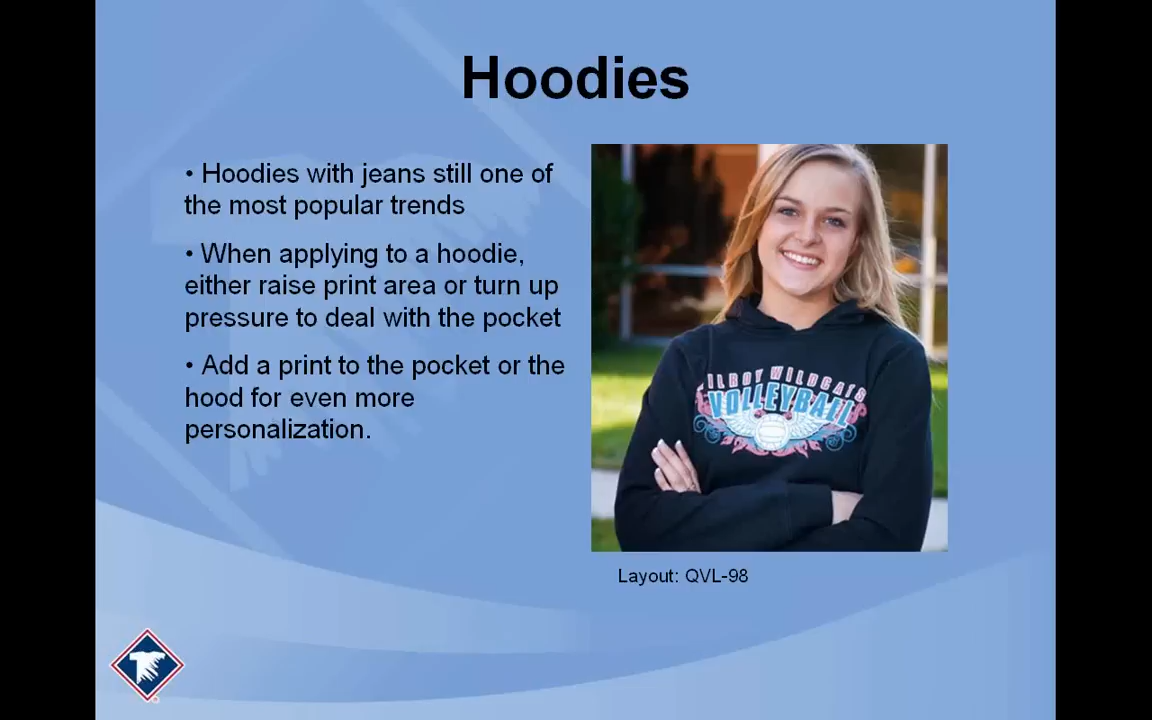 Hoodies
• Hoodies with jeans still one of
the most popular trends
• When applying to a hoodie,
either raise print area or turn up
pressure to deal with the pocket
• Add a print to the pocket or the
hood for even more
personalization.
WILDCATS
VOLLEYBALL
Layout: QVL-98